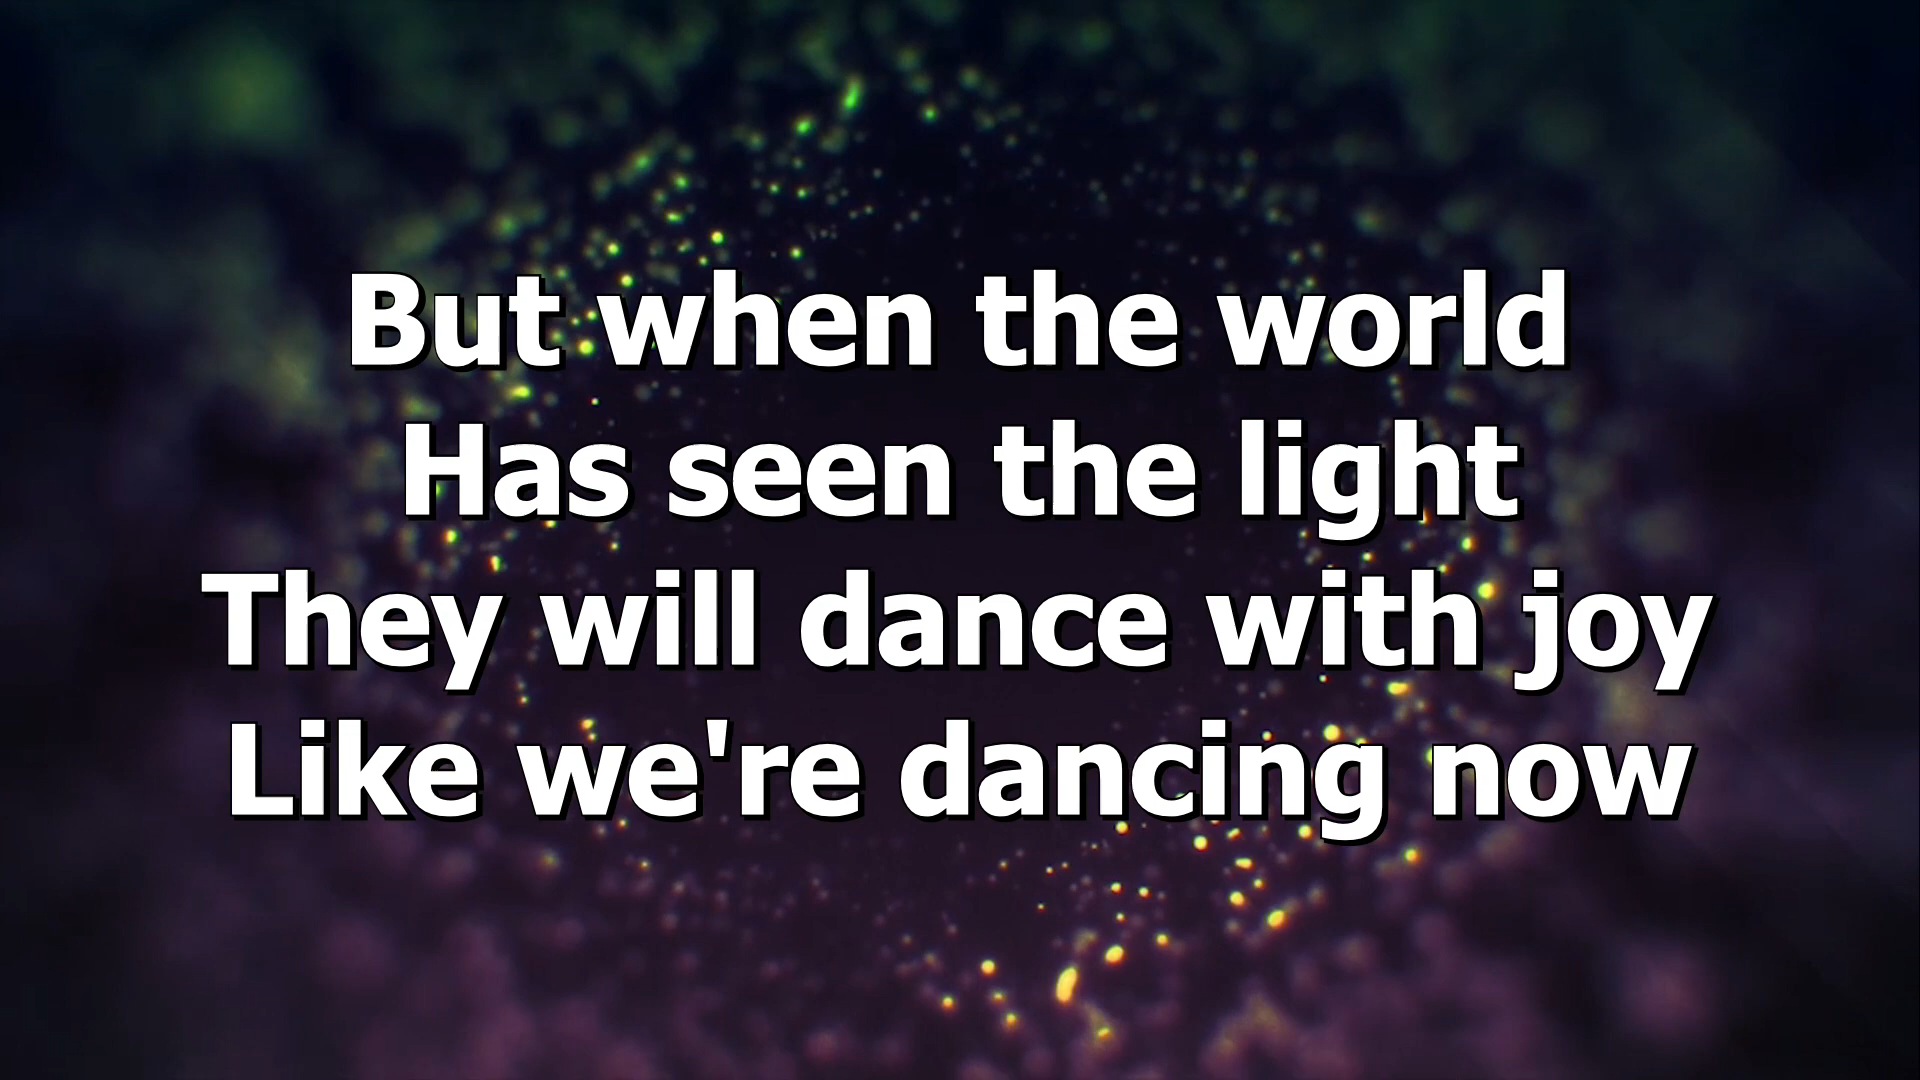 But when the world
Has seen the light
They will dance with joy
Like we're dancing now